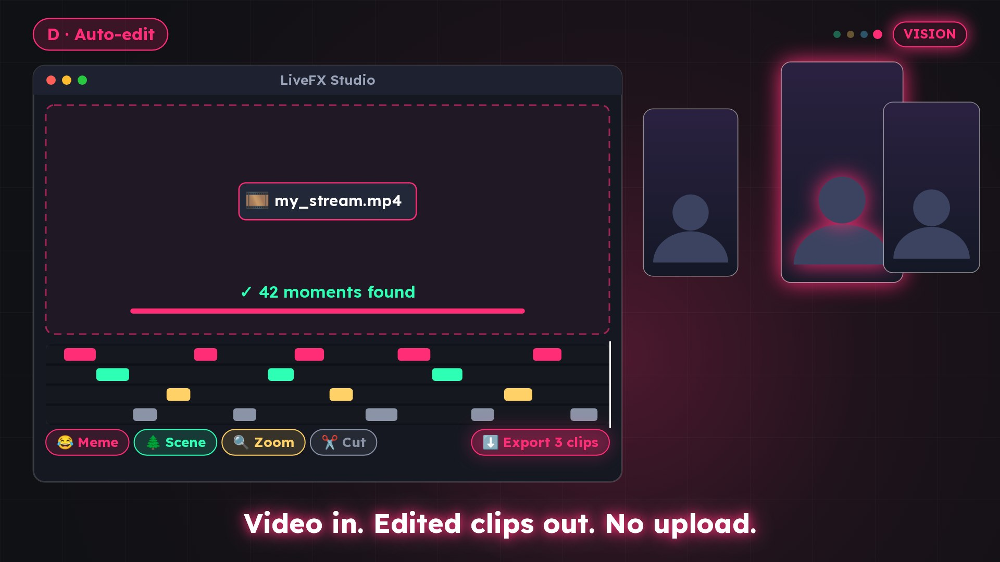 D · Auto-edit
VISION
LiveFX Studio
my_stream.mp4
✓ 42 moments found
😂 Meme
🌲 Scene
🔍 Zoom
✂️ Cut
⬇️ Export 3 clips
Video in. Edited clips out. No upload.